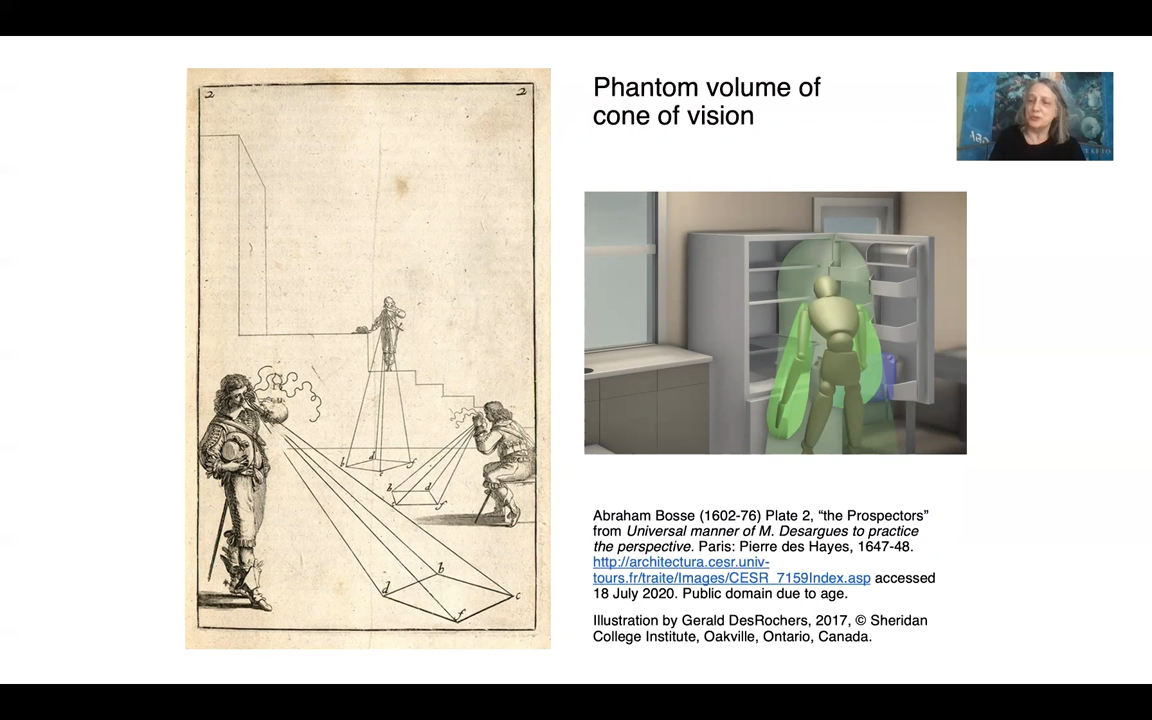 Phantom volume of
cone of vision
2
2
b
d
f
c
b
d
f
b
d
c
f
Abraham Bosse (1602-76) Plate 2, “the Prospectors”
from Universal manner of M. Desargues to practice
the perspective. Paris: Pierre des Hayes, 1647-48.
http://architectura.cesr.univ-
tours.fr/traite/Images/CESR_7159Index.asp accessed
18 July 2020. Public domain due to age.
Illustration by Gerald DesRochers, 2017, © Sheridan
College Institute, Oakville, Ontario, Canada.